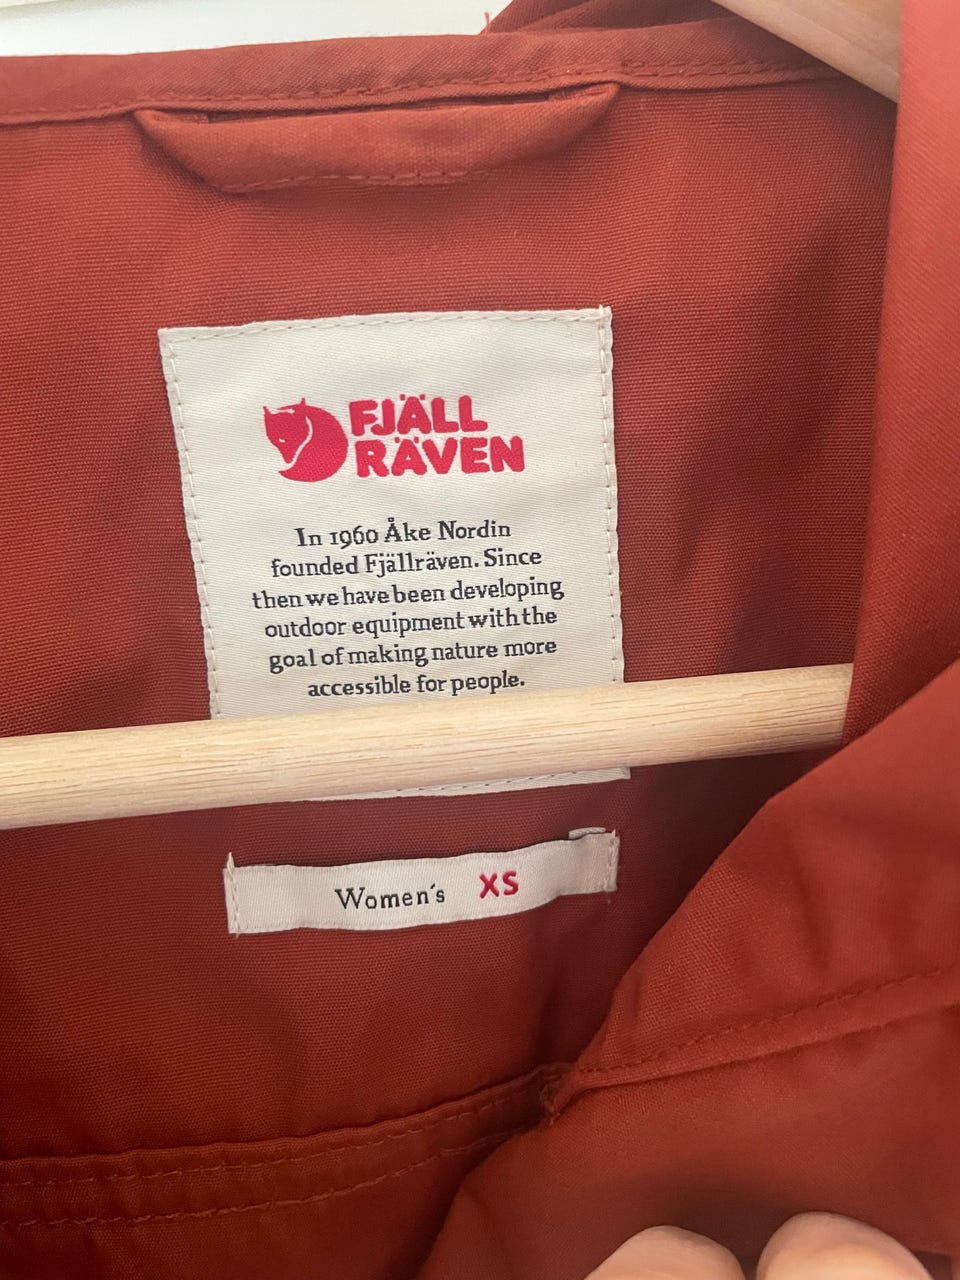 FJÄLL
RÄVEN
In 1960 Åke Nordin
founded Fjällräven. Since
then we have been developing
outdoor equipment with the
goal of making nature more
accessible for people.
Women's XS